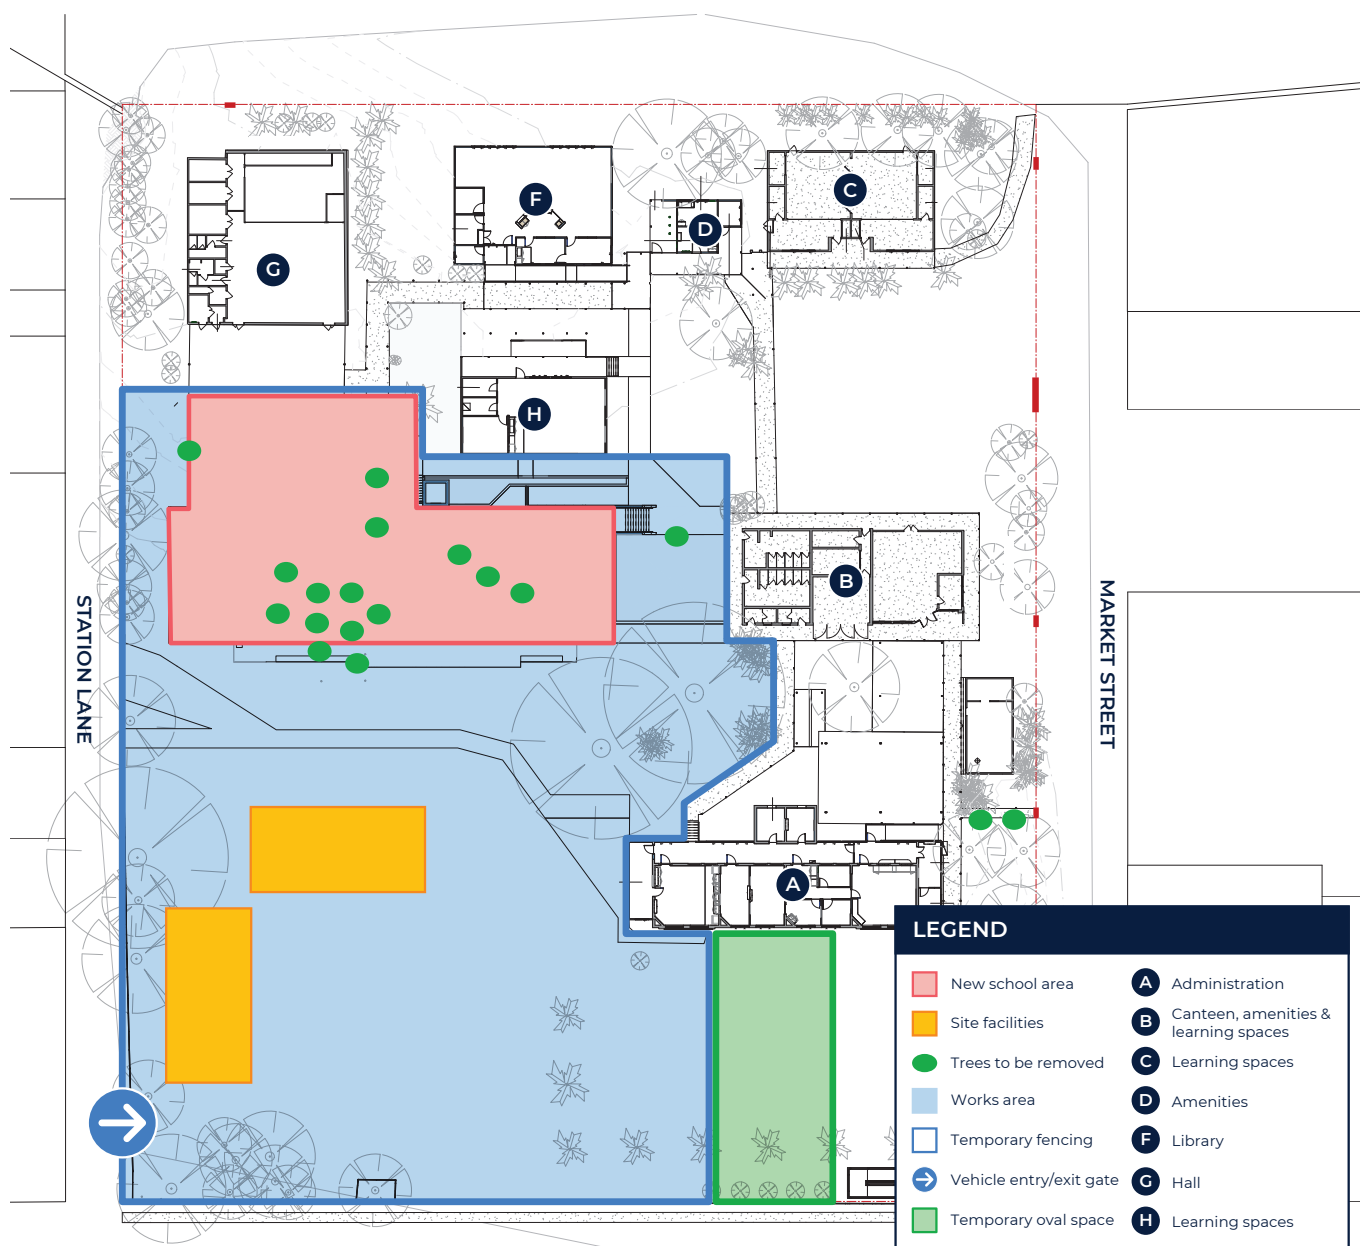 F
C
D
G
H
B
STATION LANE
MARKET STREET
A
LEGEND
New school area
Site facilities
Trees to be removed
Works area
Temporary fencing
Vehicle entry/exit gate
Temporary oval space
A Administration
B Canteen, amenities &
learning spaces
C Learning spaces
D Amenities
F Library
G Hall
H Learning spaces